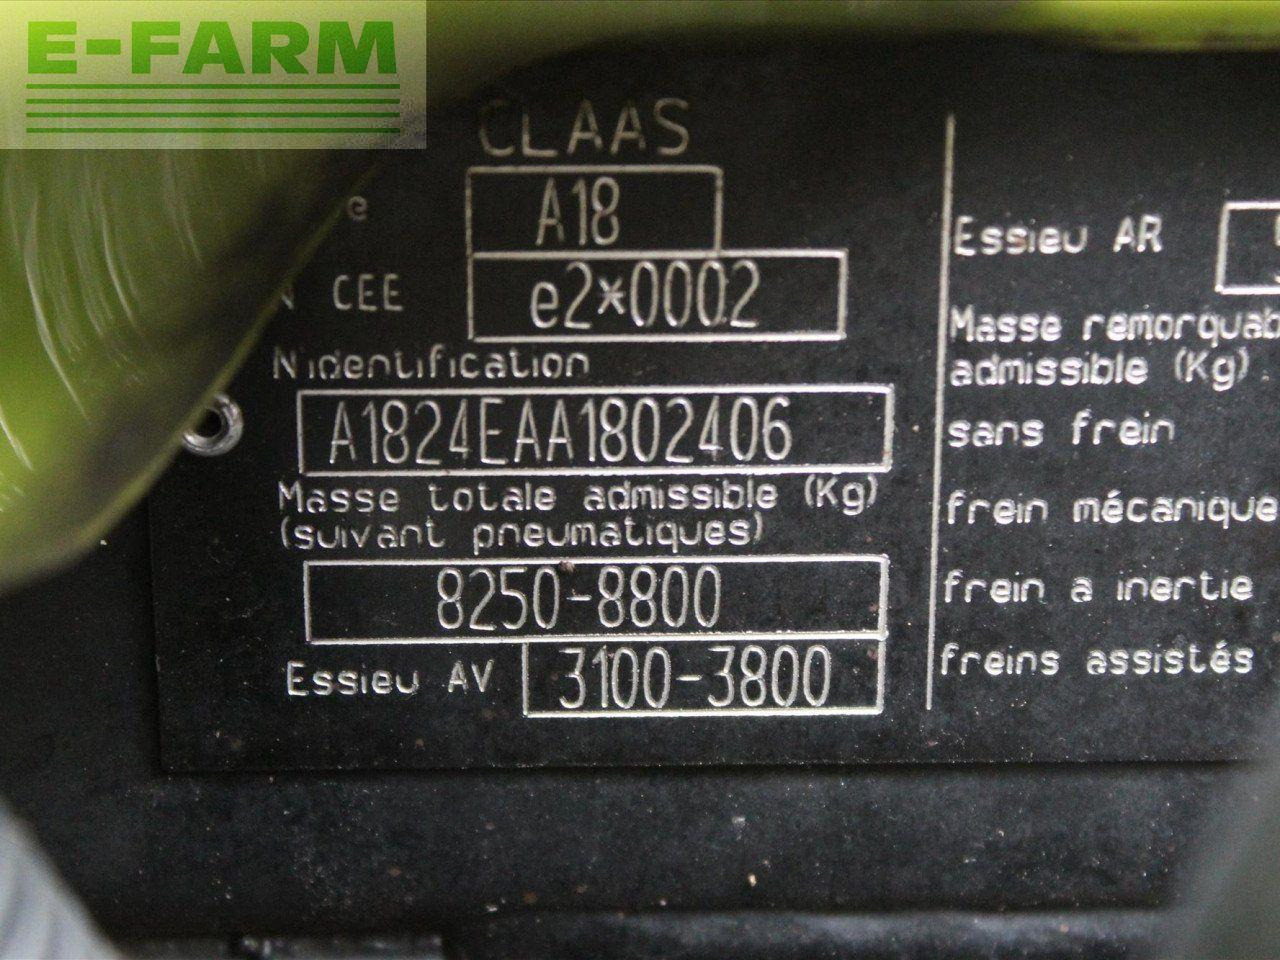 E-FARM
CLAAS
A18
CEE
e2*0002
N'identification
A1824EAA1802406
Masse totale admissible (Kg)
(suivant pneumatiques)
8250-8800
Essieu AV
3100-3800
Essieu AR
Masse remorquab
admissible (Kg)
sans frein
frein mécanique
frein a inertie
freins assistés